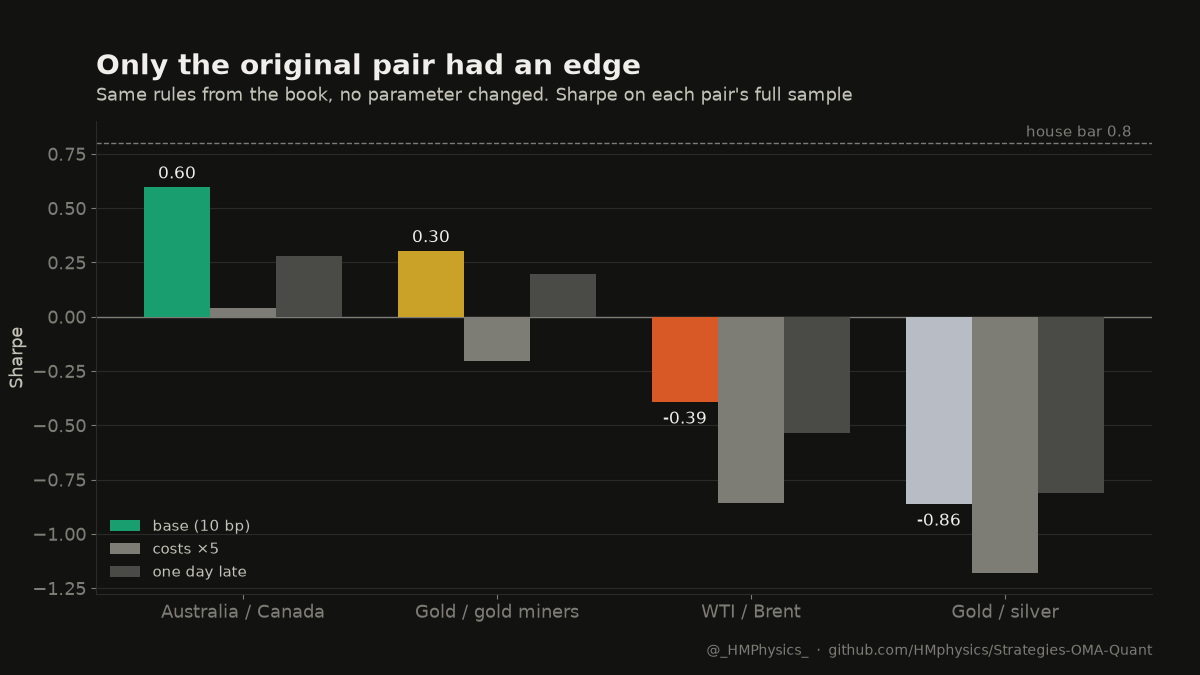 Only the original pair had an edge
Same rules from the book, no parameter changed. Sharpe on each pair's full sample
house bar 0.8
0.75
0.50
0.25
0.00
−0.25
−0.50
−0.75
−1.00
−1.25
Sharpe
0.60
0.30
-0.39
-0.86
base (10 bp)
costs ×5
one day late
Australia / Canada
Gold / gold miners
WTI / Brent
Gold / silver
@_HMPhysics_ · github.com/HMphysics/Strategies-OMA-Quant